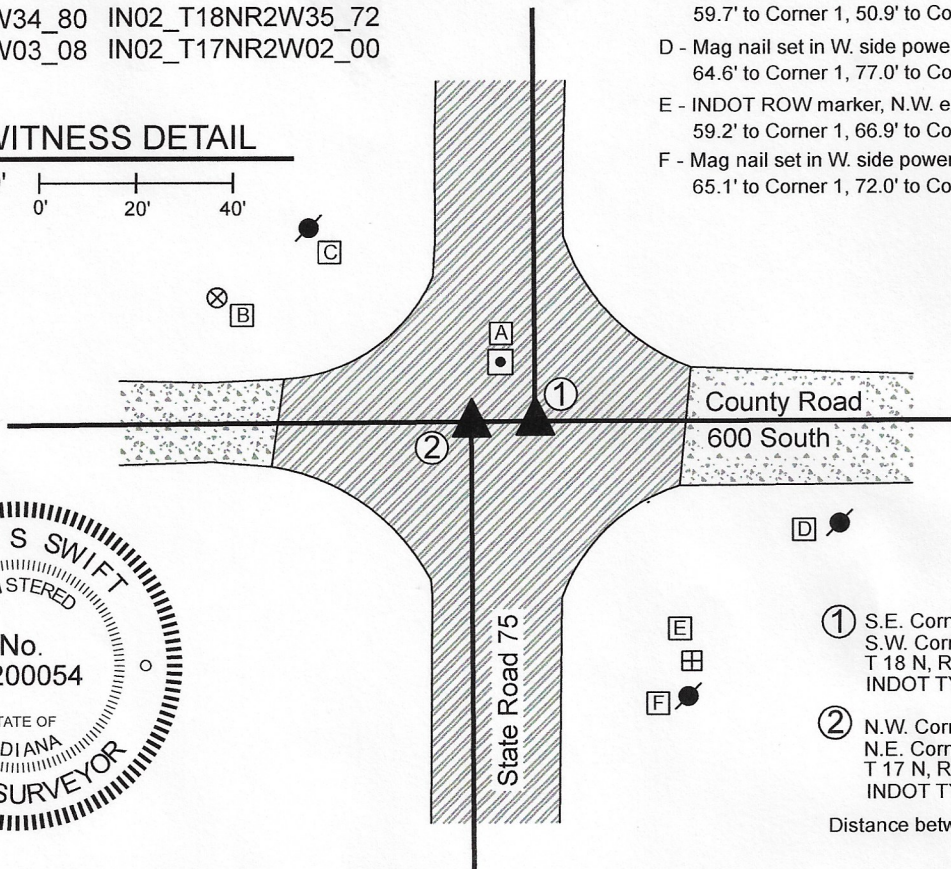 W34_80 IN02_T18NR2W35_72
W03_08 IN02_T17NR2W02_00
WITNESS DETAIL
0' 20' 40'
59.7' to Corner 1, 50.9' to Co
D - Mag nail set in W. side powe
64.6' to Corner 1, 77.0' to Co
E - INDOT ROW marker, N.W. e
59.2' to Corner 1, 66.9' to Co
F - Mag nail set in W. side power
65.1' to Corner 1, 72.0' to Co
C
B
A
1
2
County Road
600 South
D
E
F
State Road 75
S SWIFT
STERED
No.
200054
TATE OF
DIANA
SURVEYOR
1 S.E. Corn
S.W. Corn
T 18 N, R
INDOT TY
2 N.W. Corn
N.E. Corn
T 17 N, R
INDOT TY
Distance betw